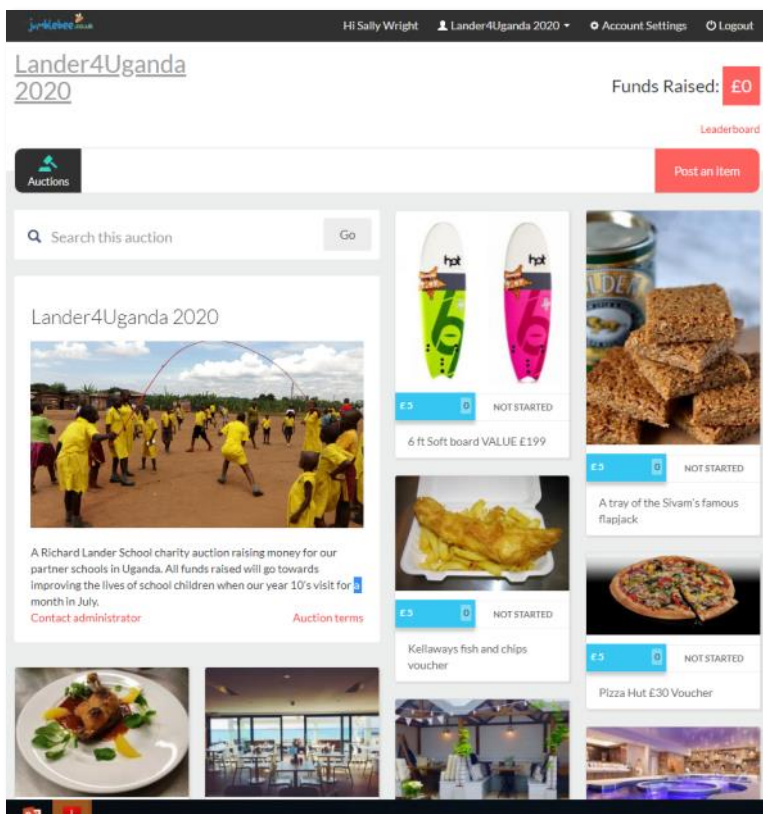 jumblebee.co.uk
Hi Sally Wright
Lander4Uganda 2020
Account Settings
Logout
Lander4Uganda
2020
Funds Raised: £0
Leaderboard
Auctions
Post an item
Search this auction
Go
Lander4Uganda 2020
A Richard Lander School charity auction raising money for our
partner schools in Uganda. All funds raised will go towards
improving the lives of school children when our year 10's visit for a
month in July.
Contact administrator
Auction terms
hpt
hpt
£5 0 NOT STARTED
6 ft Soft board VALUE £199
£5 0 NOT STARTED
Kellaways fish and chips
voucher
£5 0 NOT STARTED
A tray of the Sivam's famous
flapjack
£5 0 NOT STARTED
Pizza Hut £30 Voucher